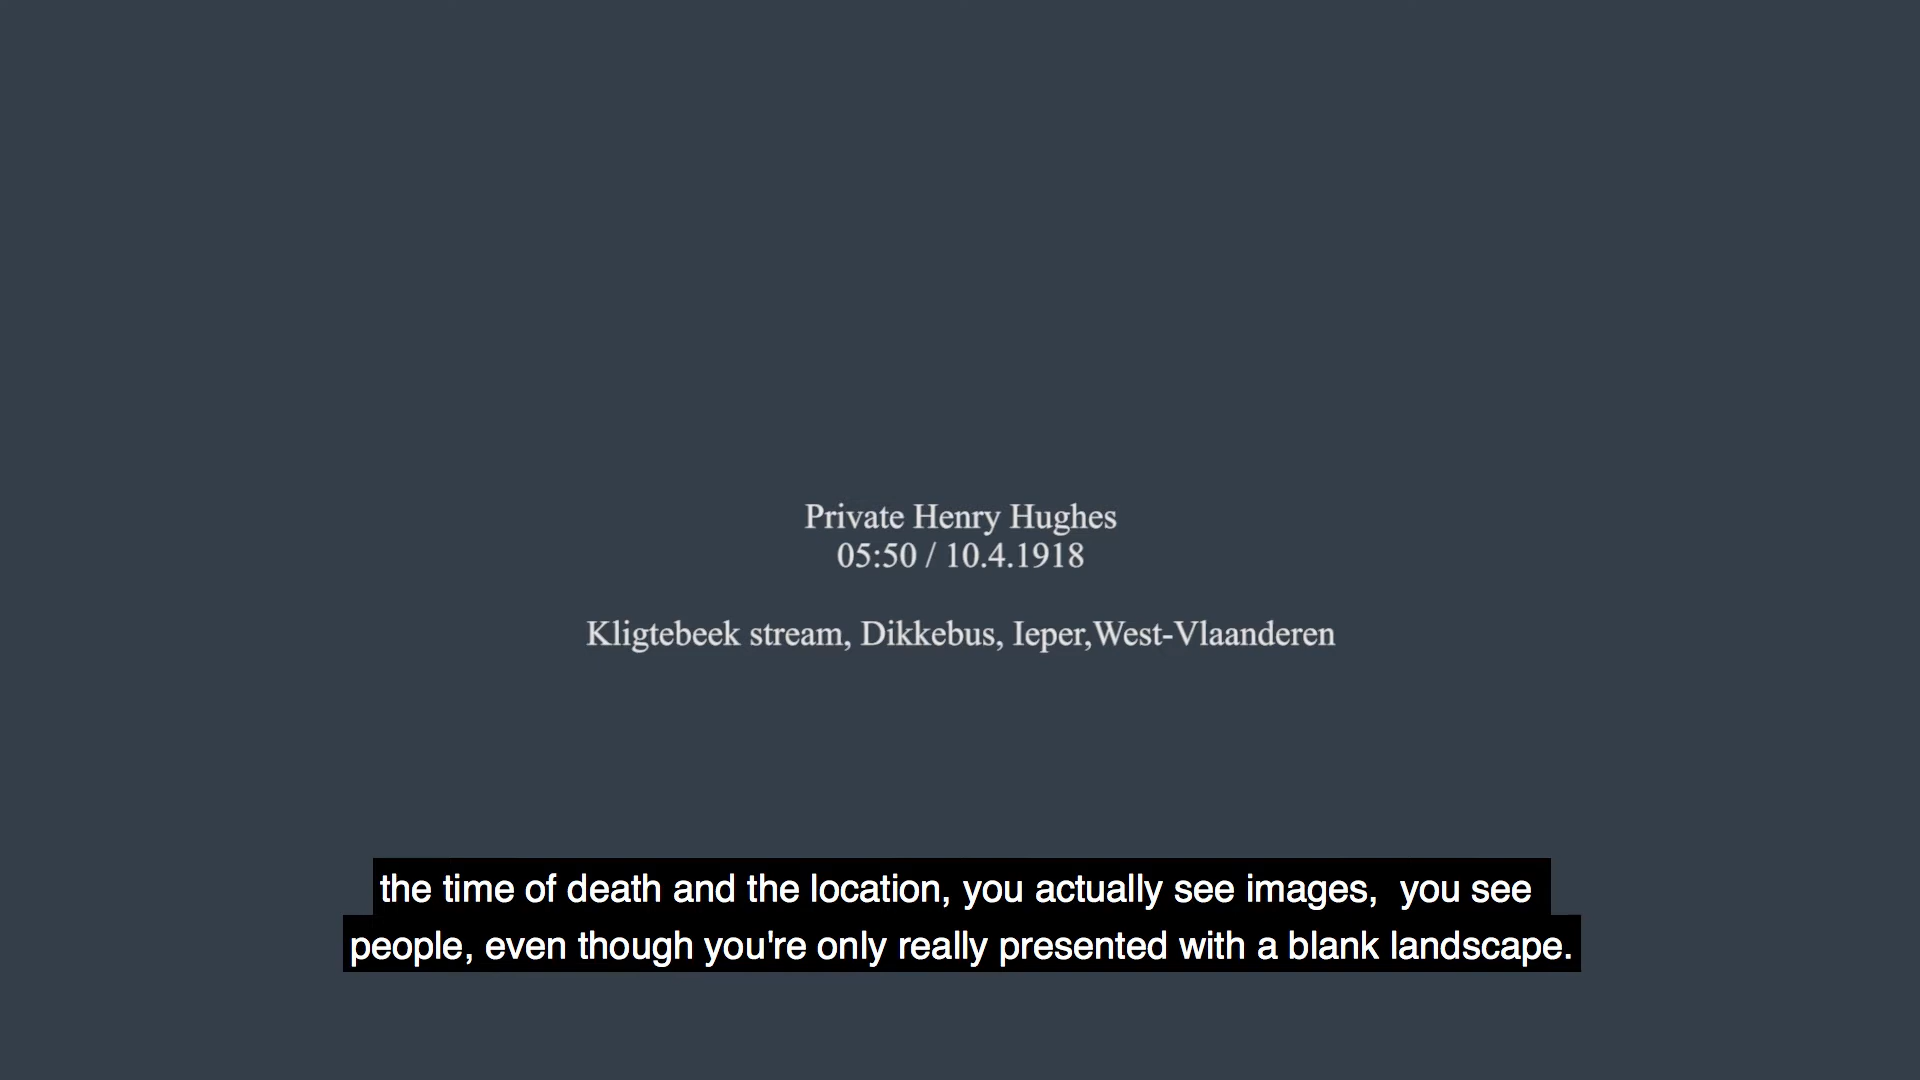 Private Henry Hughes
05:50 / 10.4.1918
Kligtebeek stream, Dikkebus, Ieper,West-Vlaanderen
the time of death and the location, you actually see images,  you see
people, even though you're only really presented with a blank landscape.